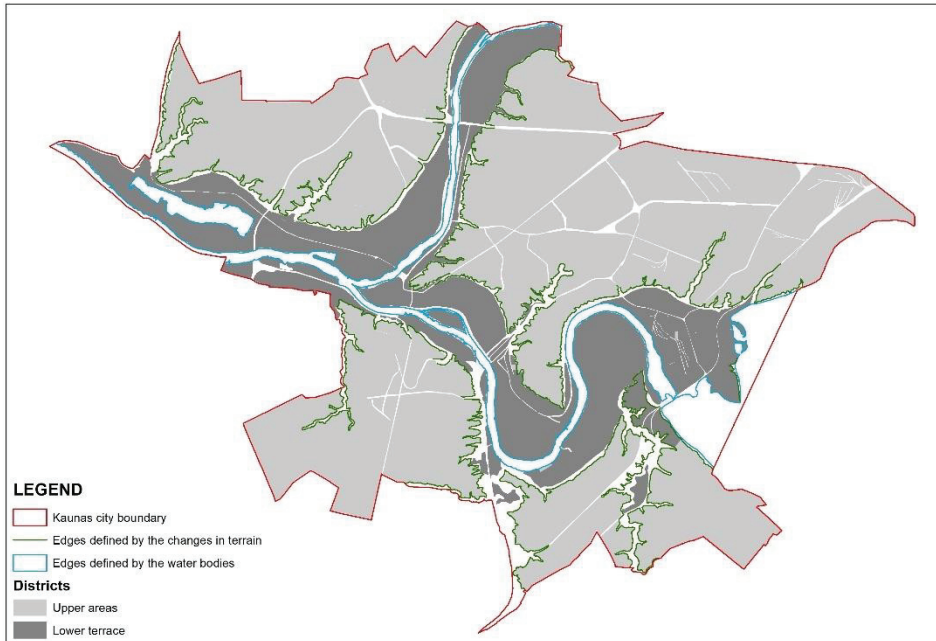 LEGEND
Kaunas city boundary
Edges defined by the changes in terrain
Edges defined by the water bodies
Districts
Upper areas
Lower terrace